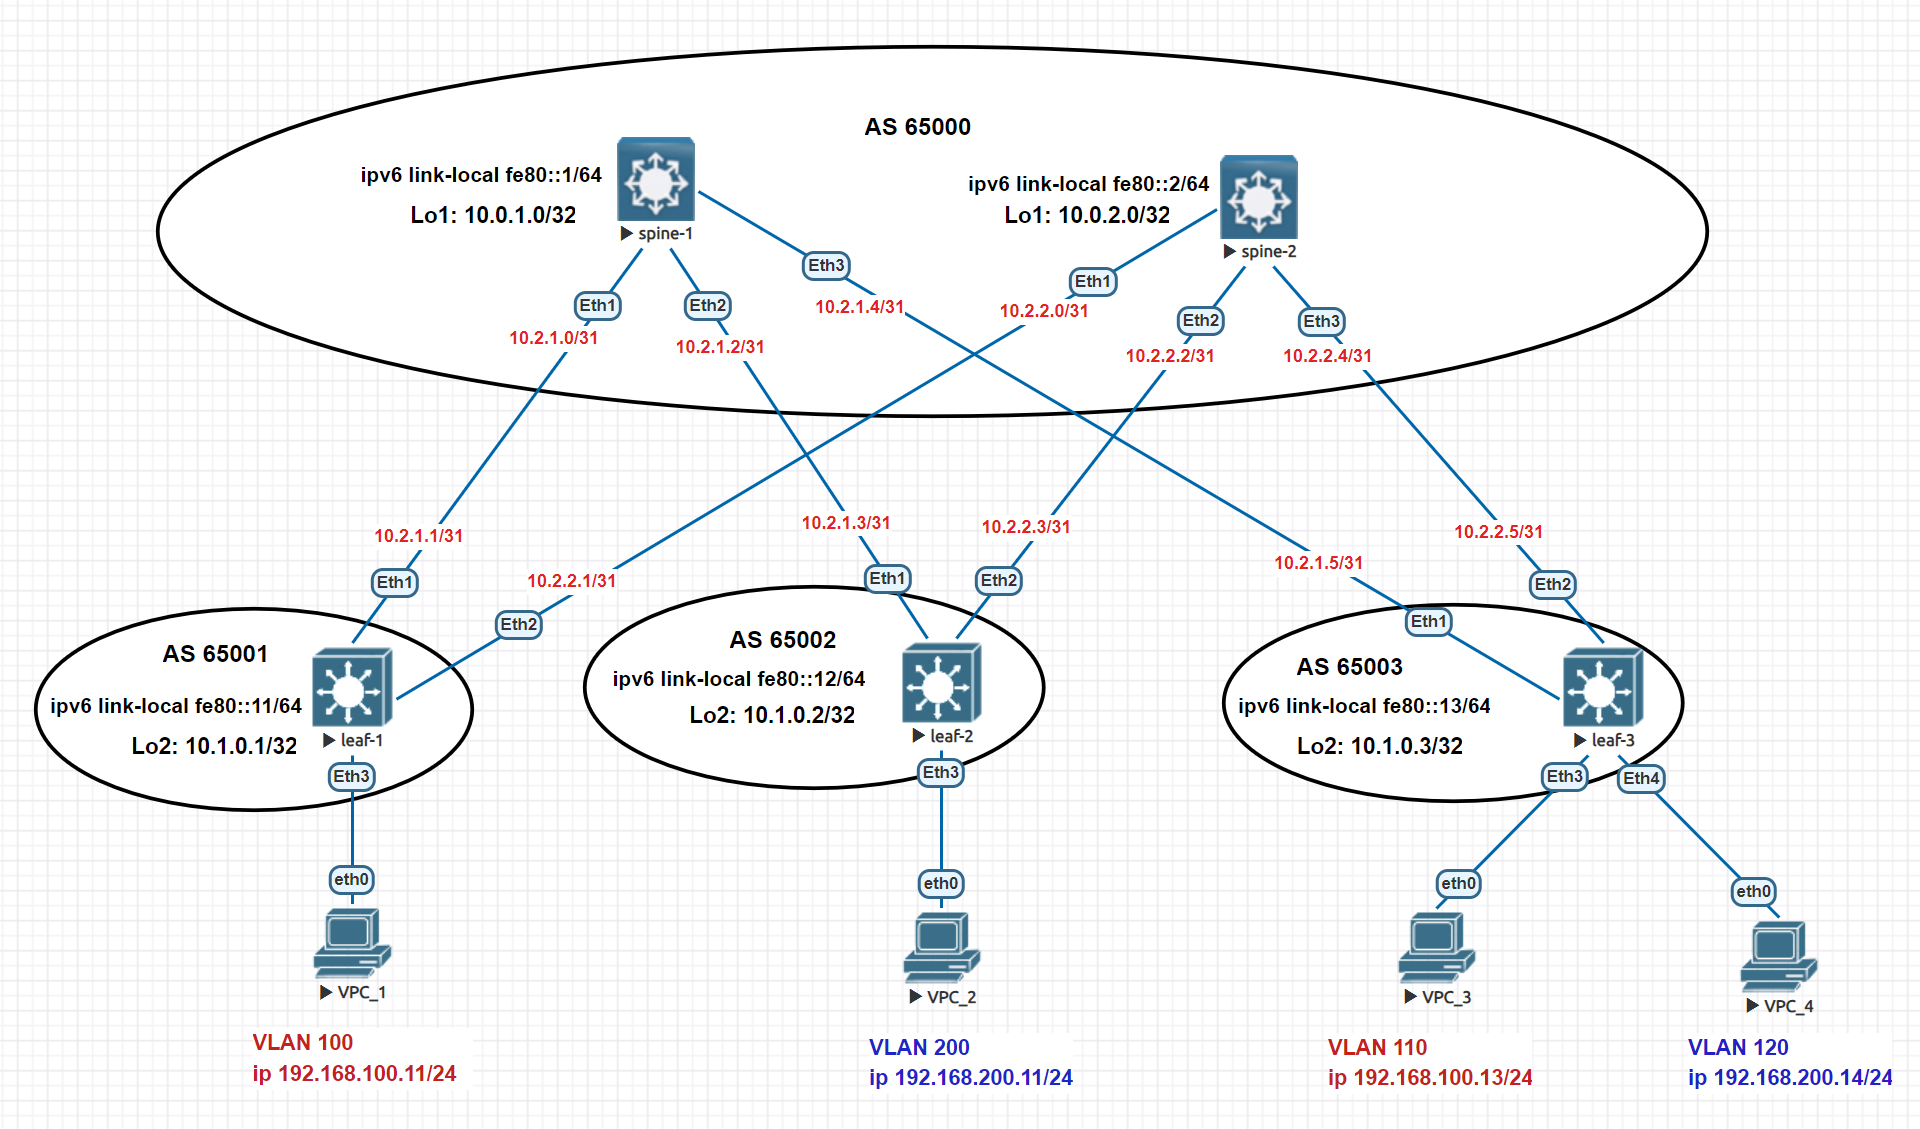 AS 65000
ipv6 link-local fe80::1/64
Lo1: 10.0.1.0/32
spine-1
ipv6 link-local fe80::2/64
Lo1: 10.0.2.0/32
spine-2
Eth1
10.2.1.0/31
Eth2
10.2.1.2/31
Eth3
10.2.1.4/31
Eth1
10.2.2.0/31
Eth2
10.2.2.2/31
Eth3
10.2.2.4/31
10.2.1.1/31
Eth1
10.2.2.1/31
Eth2
10.2.1.3/31
Eth1
10.2.2.3/31
Eth2
10.2.1.5/31
Eth1
10.2.2.5/31
Eth2
AS 65001
ipv6 link-local fe80::11/64
Lo2: 10.1.0.1/32
leaf-1
Eth3
AS 65002
ipv6 link-local fe80::12/64
Lo2: 10.1.0.2/32
leaf-2
Eth3
AS 65003
ipv6 link-local fe80::13/64
Lo2: 10.1.0.3/32
leaf-3
Eth3
Eth4
eth0
VPC_1
VLAN 100
ip 192.168.100.11/24
eth0
VPC_2
VLAN 200
ip 192.168.200.11/24
eth0
VPC_3
VLAN 110
ip 192.168.100.13/24
eth0
VPC_4
VLAN 120
ip 192.168.200.14/24